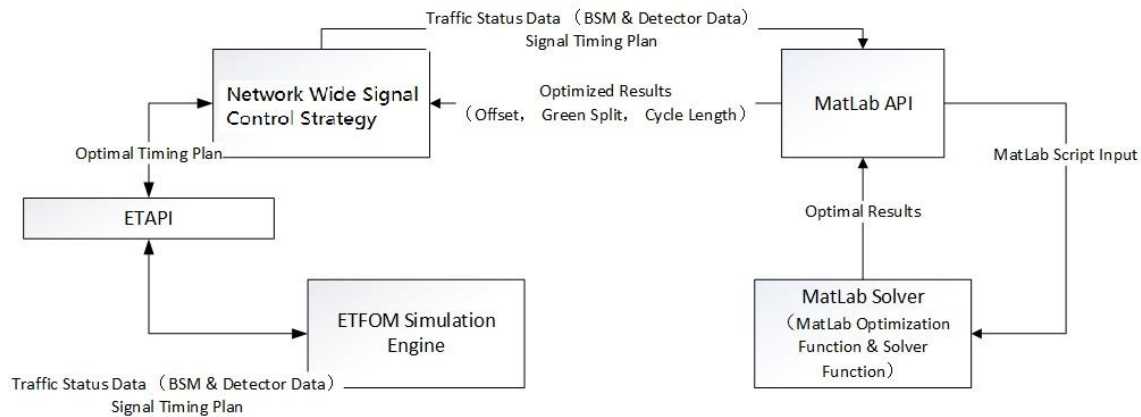 Traffic Status Data （BSM & Detector Data）
Signal Timing Plan
Network Wide Signal
Control Strategy
Optimized Results
（Offset， Green Split， Cycle Length）
MatLab API
Optimal Timing Plan
MatLab Script Input
ETAPI
Optimal Results
ETFOM Simulation
Engine
MatLab Solver
（MatLab Optimization
Function & Solver
Function）
Traffic Status Data （BSM & Detector Data）
Signal Timing Plan